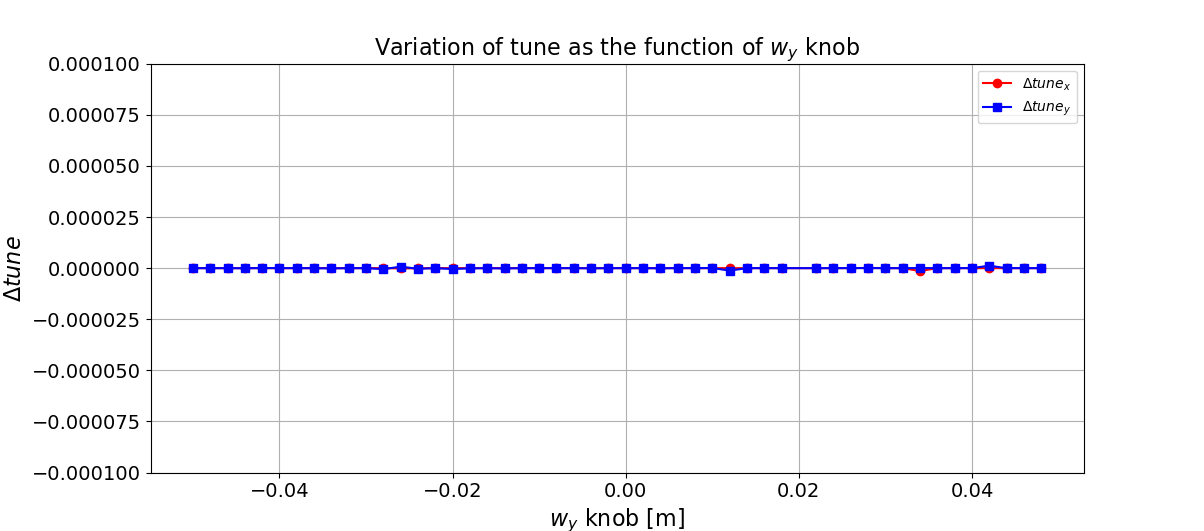 Variation of tune as the function of $w_y$ knob
0.000100
0.000075
0.000050
0.000025
0.000000
−0.000025
−0.000050
−0.000075
−0.000100
Δtune
Δtune_x
Δtune_y
−0.04 −0.02 0.00 0.02 0.04
$w_y$ knob [m]